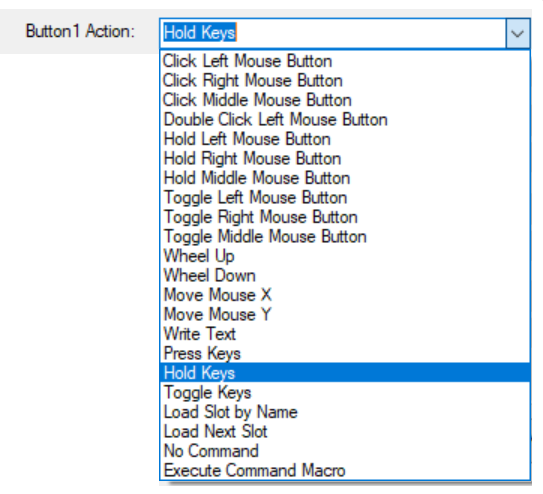 Button1 Action: Hold Keys
Click Left Mouse Button
Click Right Mouse Button
Click Middle Mouse Button
Double Click Left Mouse Button
Hold Left Mouse Button
Hold Right Mouse Button
Hold Middle Mouse Button
Toggle Left Mouse Button
Toggle Right Mouse Button
Toggle Middle Mouse Button
Wheel Up
Wheel Down
Move Mouse X
Move Mouse Y
Write Text
Press Keys
Hold Keys
Toggle Keys
Load Slot by Name
Load Next Slot
No Command
Execute Command Macro